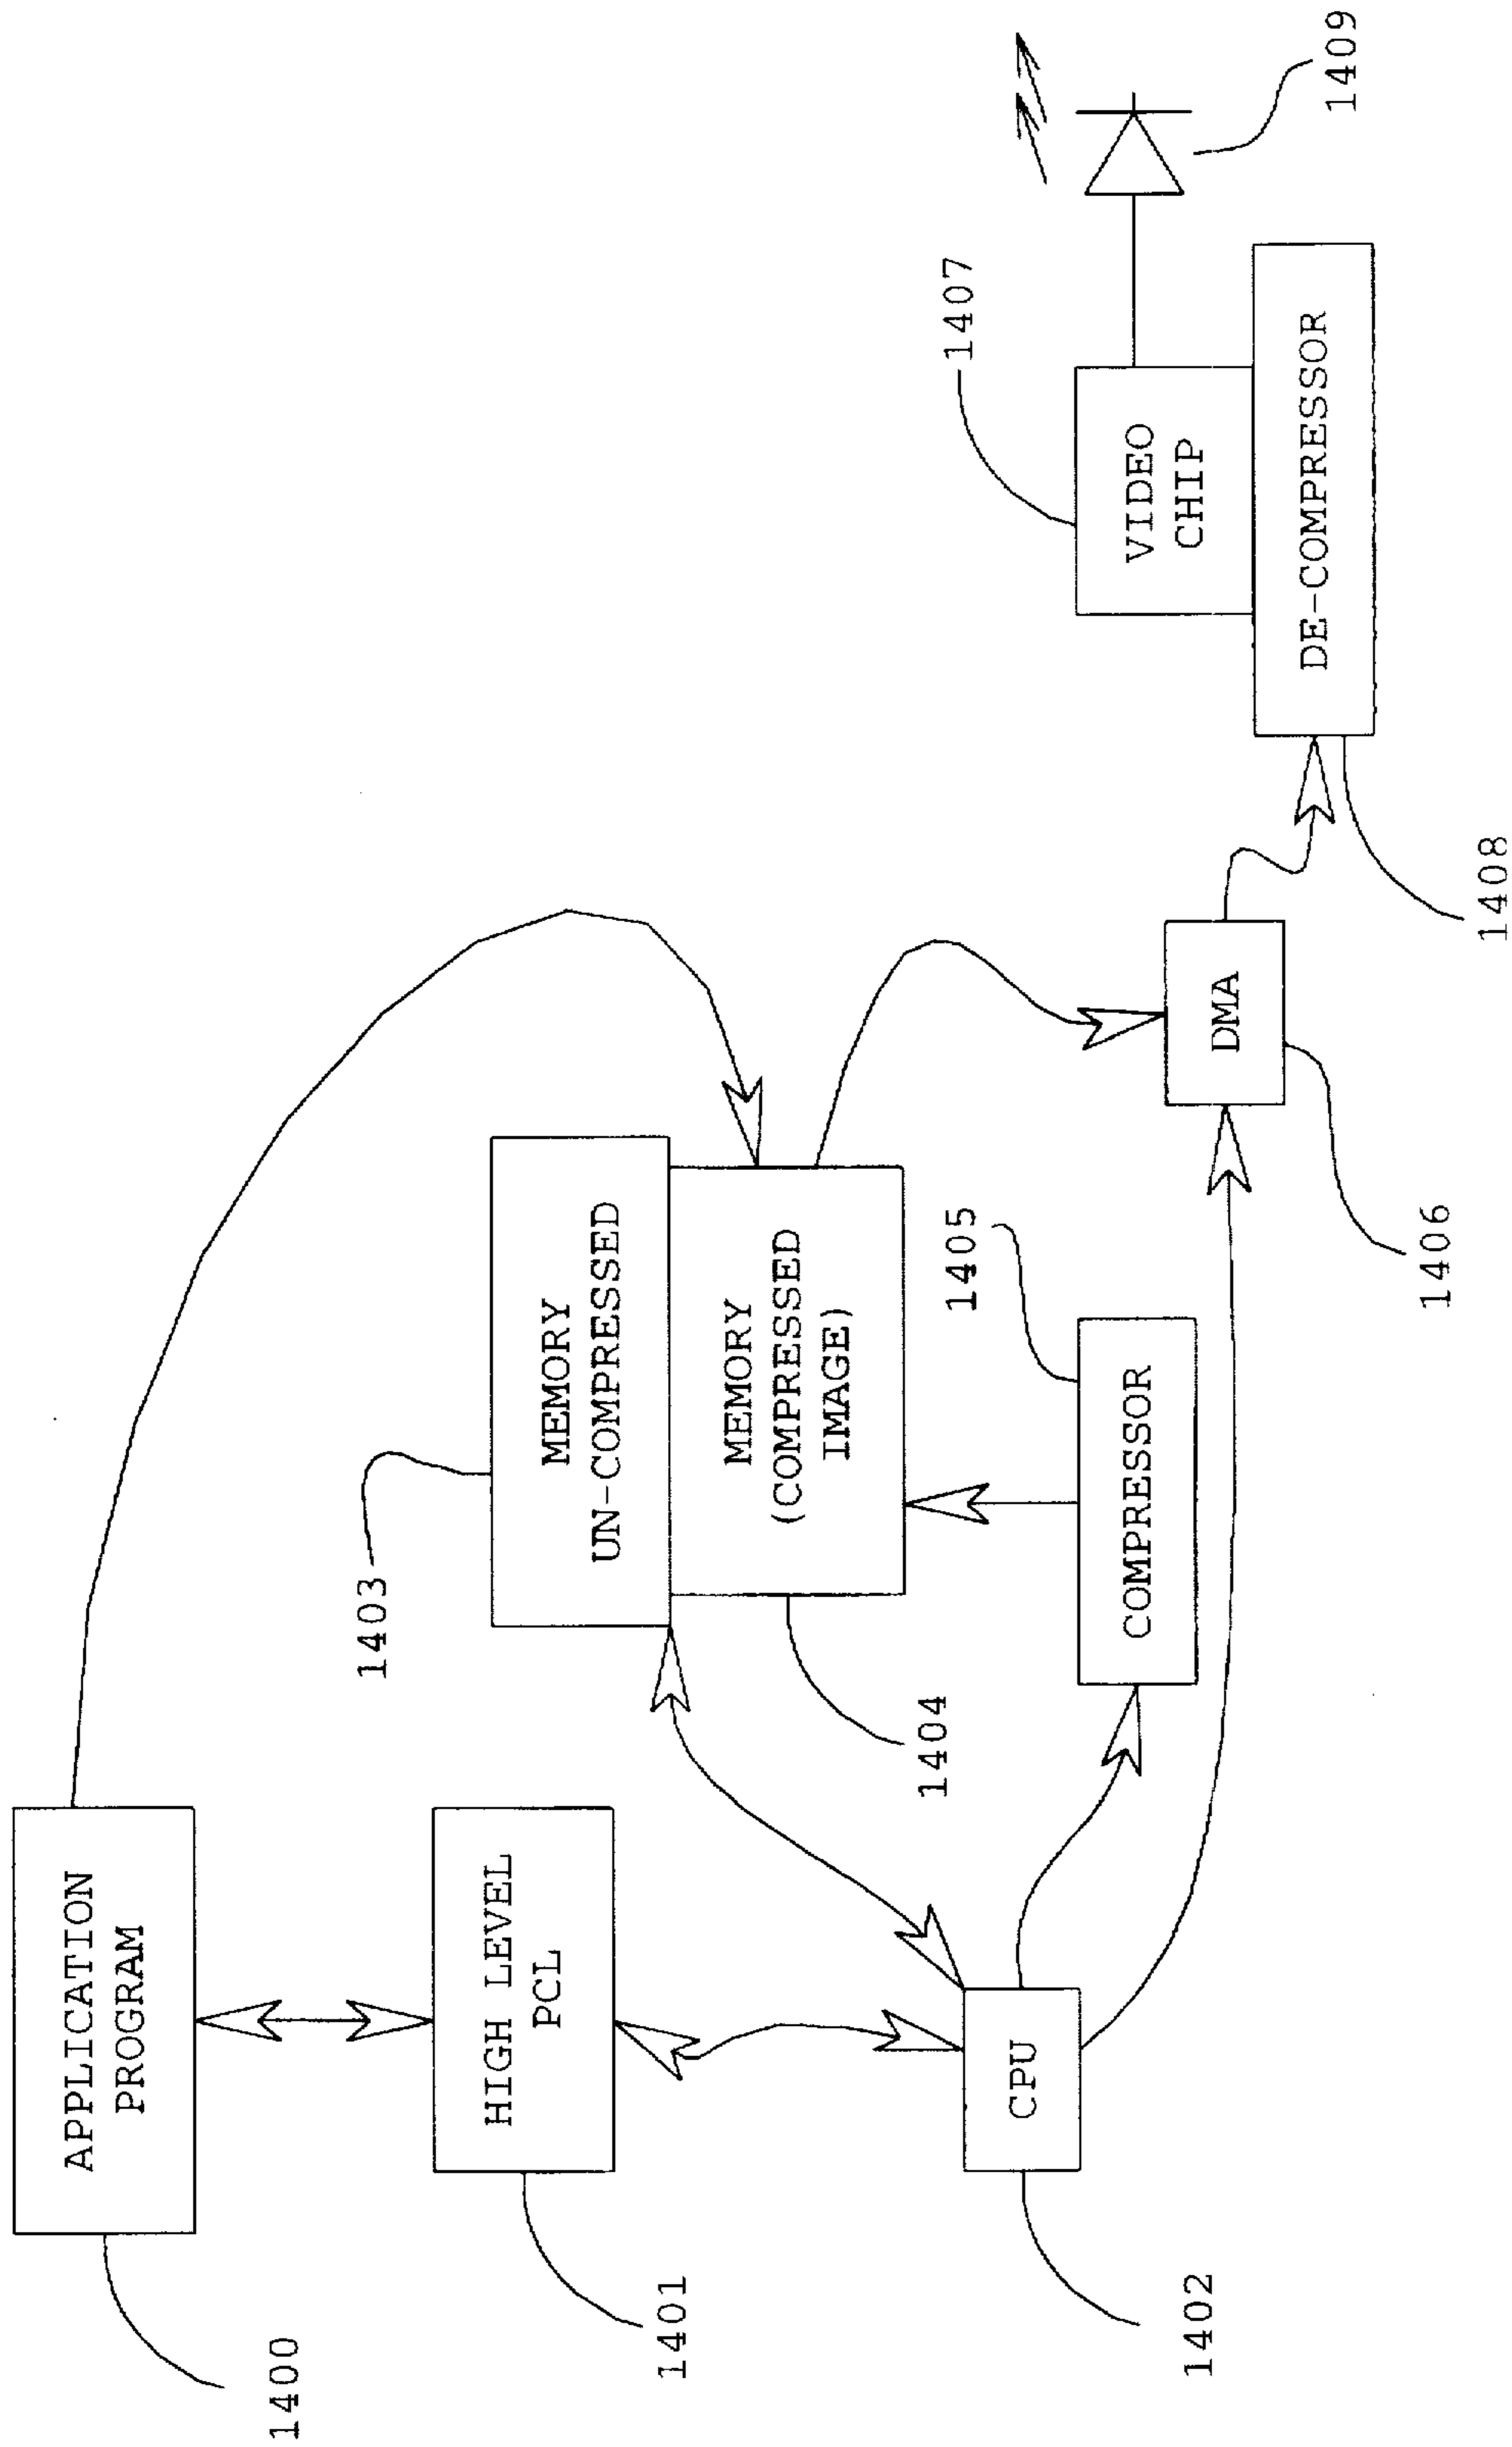 1400
APPLICATION
PROGRAM
1401
HIGH LEVEL
PCL
1402
CPU
1403
MEMORY
UN-COMPRESSED
MEMORY
(COMPRESSED
IMAGE)
1404
1405
COMPRESSOR
DMA
1406
1407
VIDEO
CHIP
DE-COMPRESSOR
1408
1409